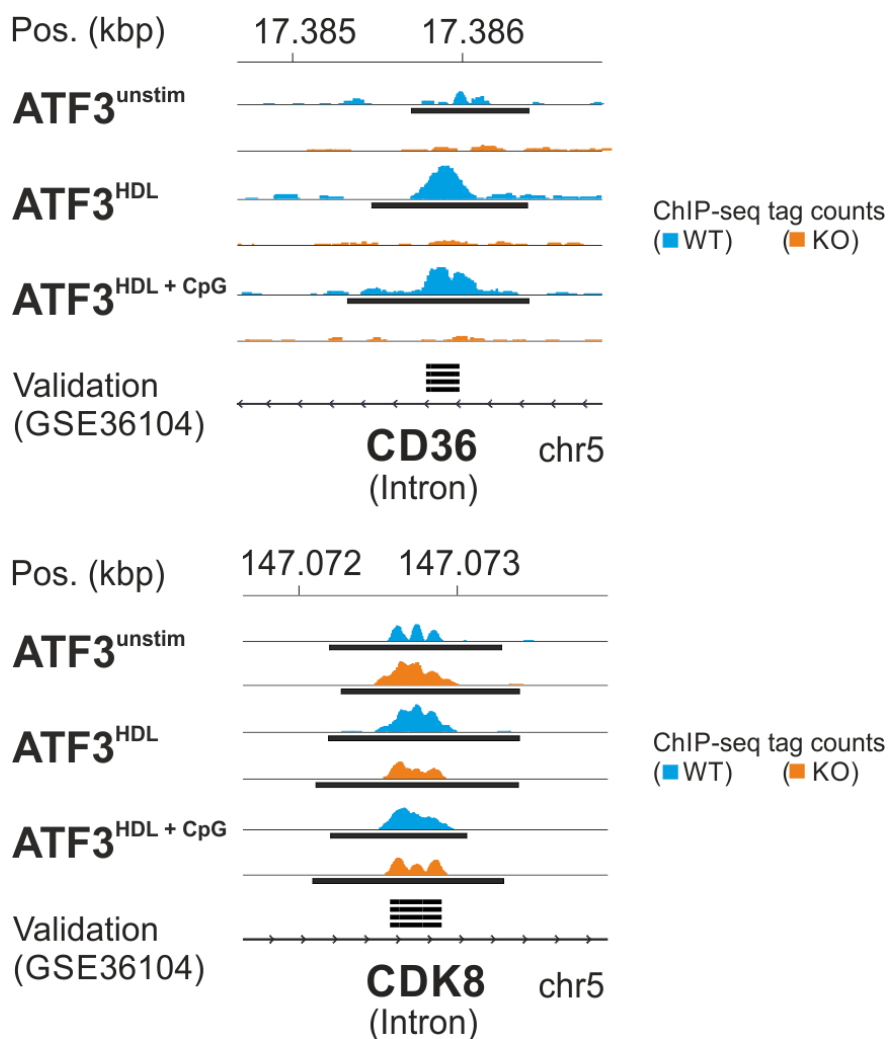 Pos. (kbp) 17.385 17.386
ATF3unstim
ATF3HDL
ChIP-seq tag counts
(WT) (KO)
ATF3HDL + CpG
Validation
(GSE36104)
CD36 chr5
(Intron)
Pos. (kbp) 147.072 147.073
ATF3unstim
ATF3HDL
ChIP-seq tag counts
(WT) (KO)
ATF3HDL + CpG
Validation
(GSE36104)
CDK8 chr5
(Intron)